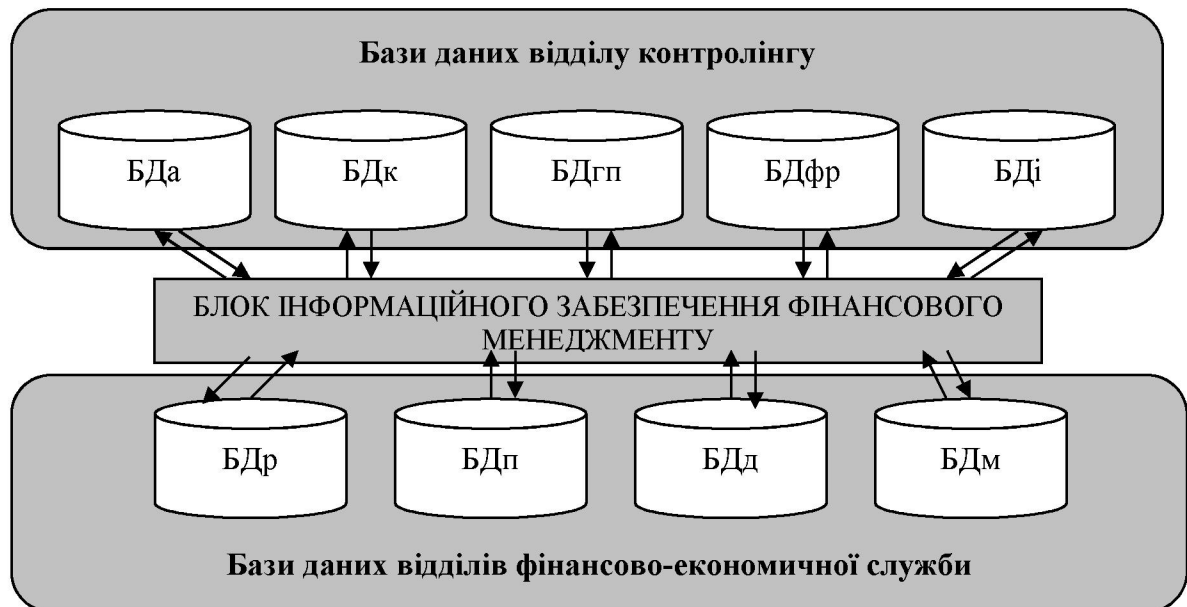 Бази даних відділу контролінгу
БДа БДк БДгп БДфр БДі
БЛОК ІНФОРМАЦІЙНОГО ЗАБЕЗПЕЧЕННЯ ФІНАНСОВОГО
МЕНЕДЖМЕНТУ
БДр БДп БДд БДм
Бази даних відділів фінансово-економичної служби